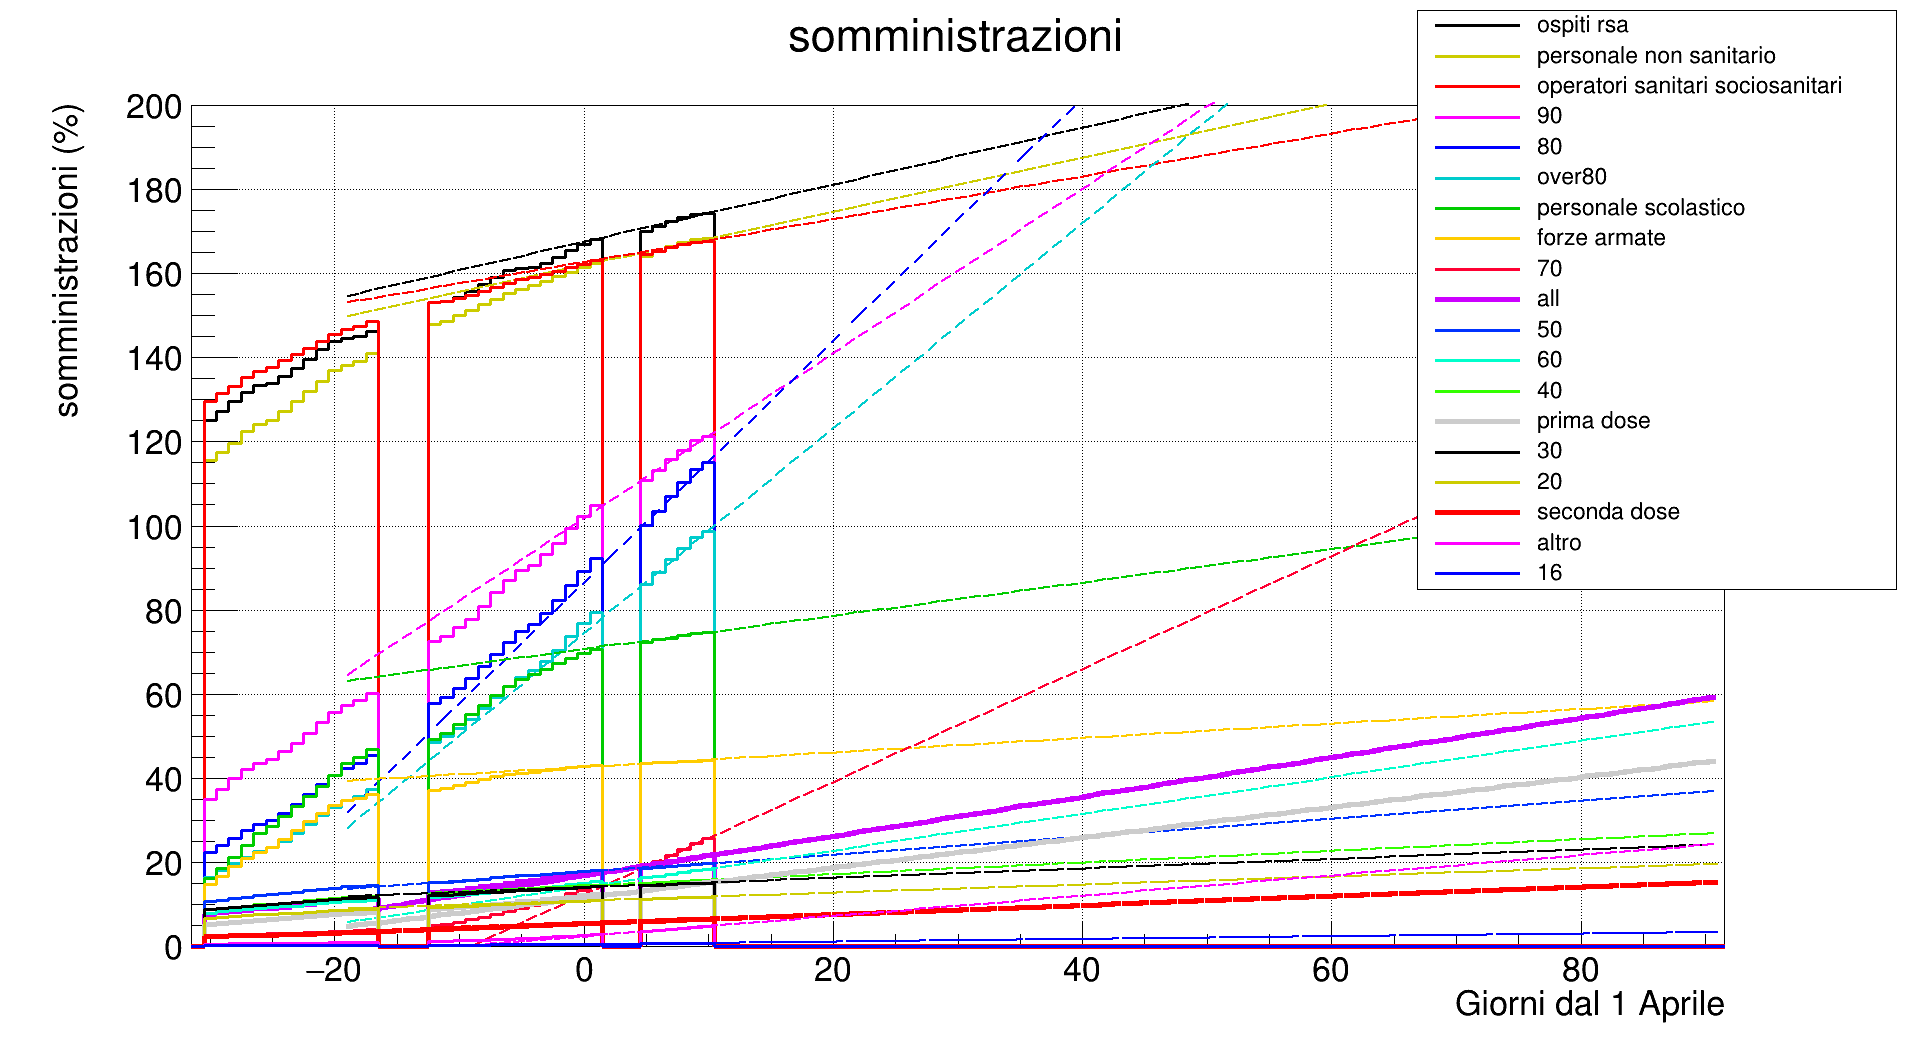 somministrazioni
somministrazioni (%)
200
180
160
140
120
100
80
60
40
20
0
−20
0
20
40
60
80
Giorni dal 1 Aprile
ospiti rsa
personale non sanitario
operatori sanitari sociosanitari
90
80
over80
personale scolastico
forze armate
70
all
50
60
40
prima dose
30
20
seconda dose
altro
16